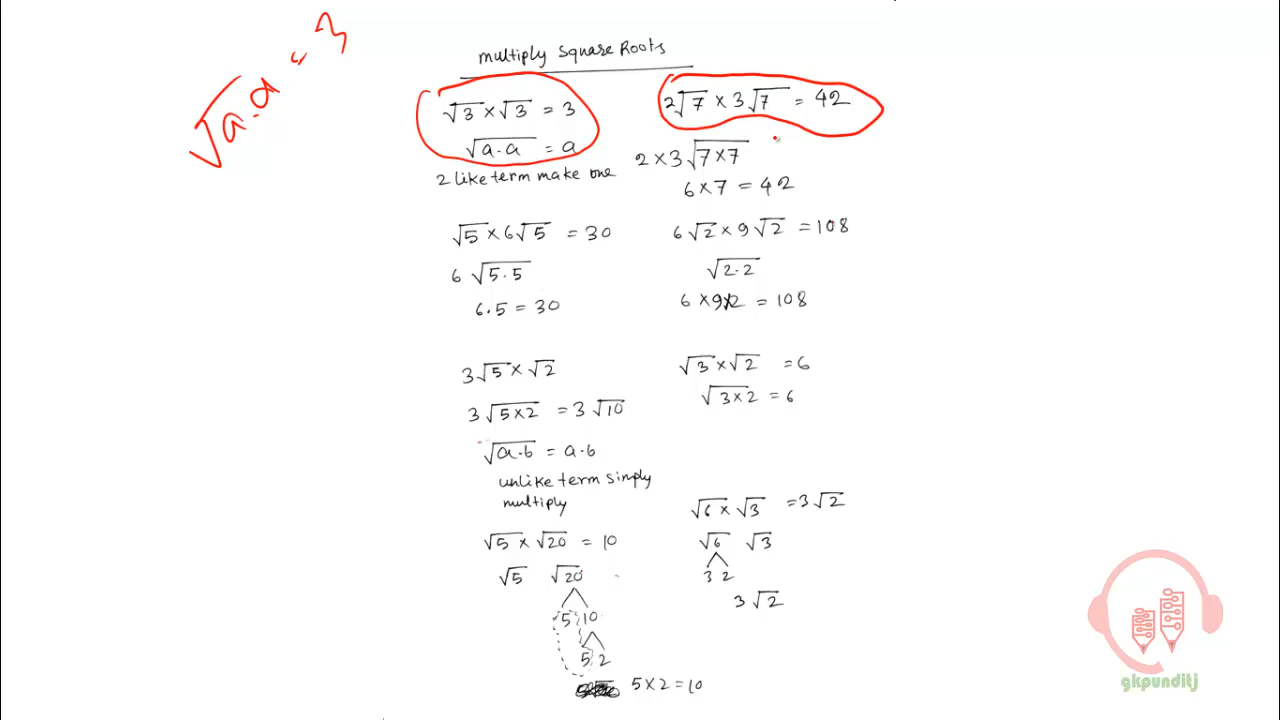 multiply Square Roots
√a.a = 3
√3 × √3 = 3
√a.a = a
2 like term make one
2√7 × 3√7 = 42
2 × 3√7×7
6 × 7 = 42
√5 × 6√5 = 30
6 √5.5
6.5 = 30
6√2 × 9√2 = 108
√2.2
6 × 9×2 = 108
3√5 × √2
3√5×2 = 3√10
√a.b = a.b
unlike term simply
multiply
√3 × √2 = 6
√3×2 = 6
√5 × √20 = 10
√5 √20
5 10
5 2
5 × 2 = 10
√6 × √3 = 3√2
√6 √3
3 2
3√2
gkpunditj